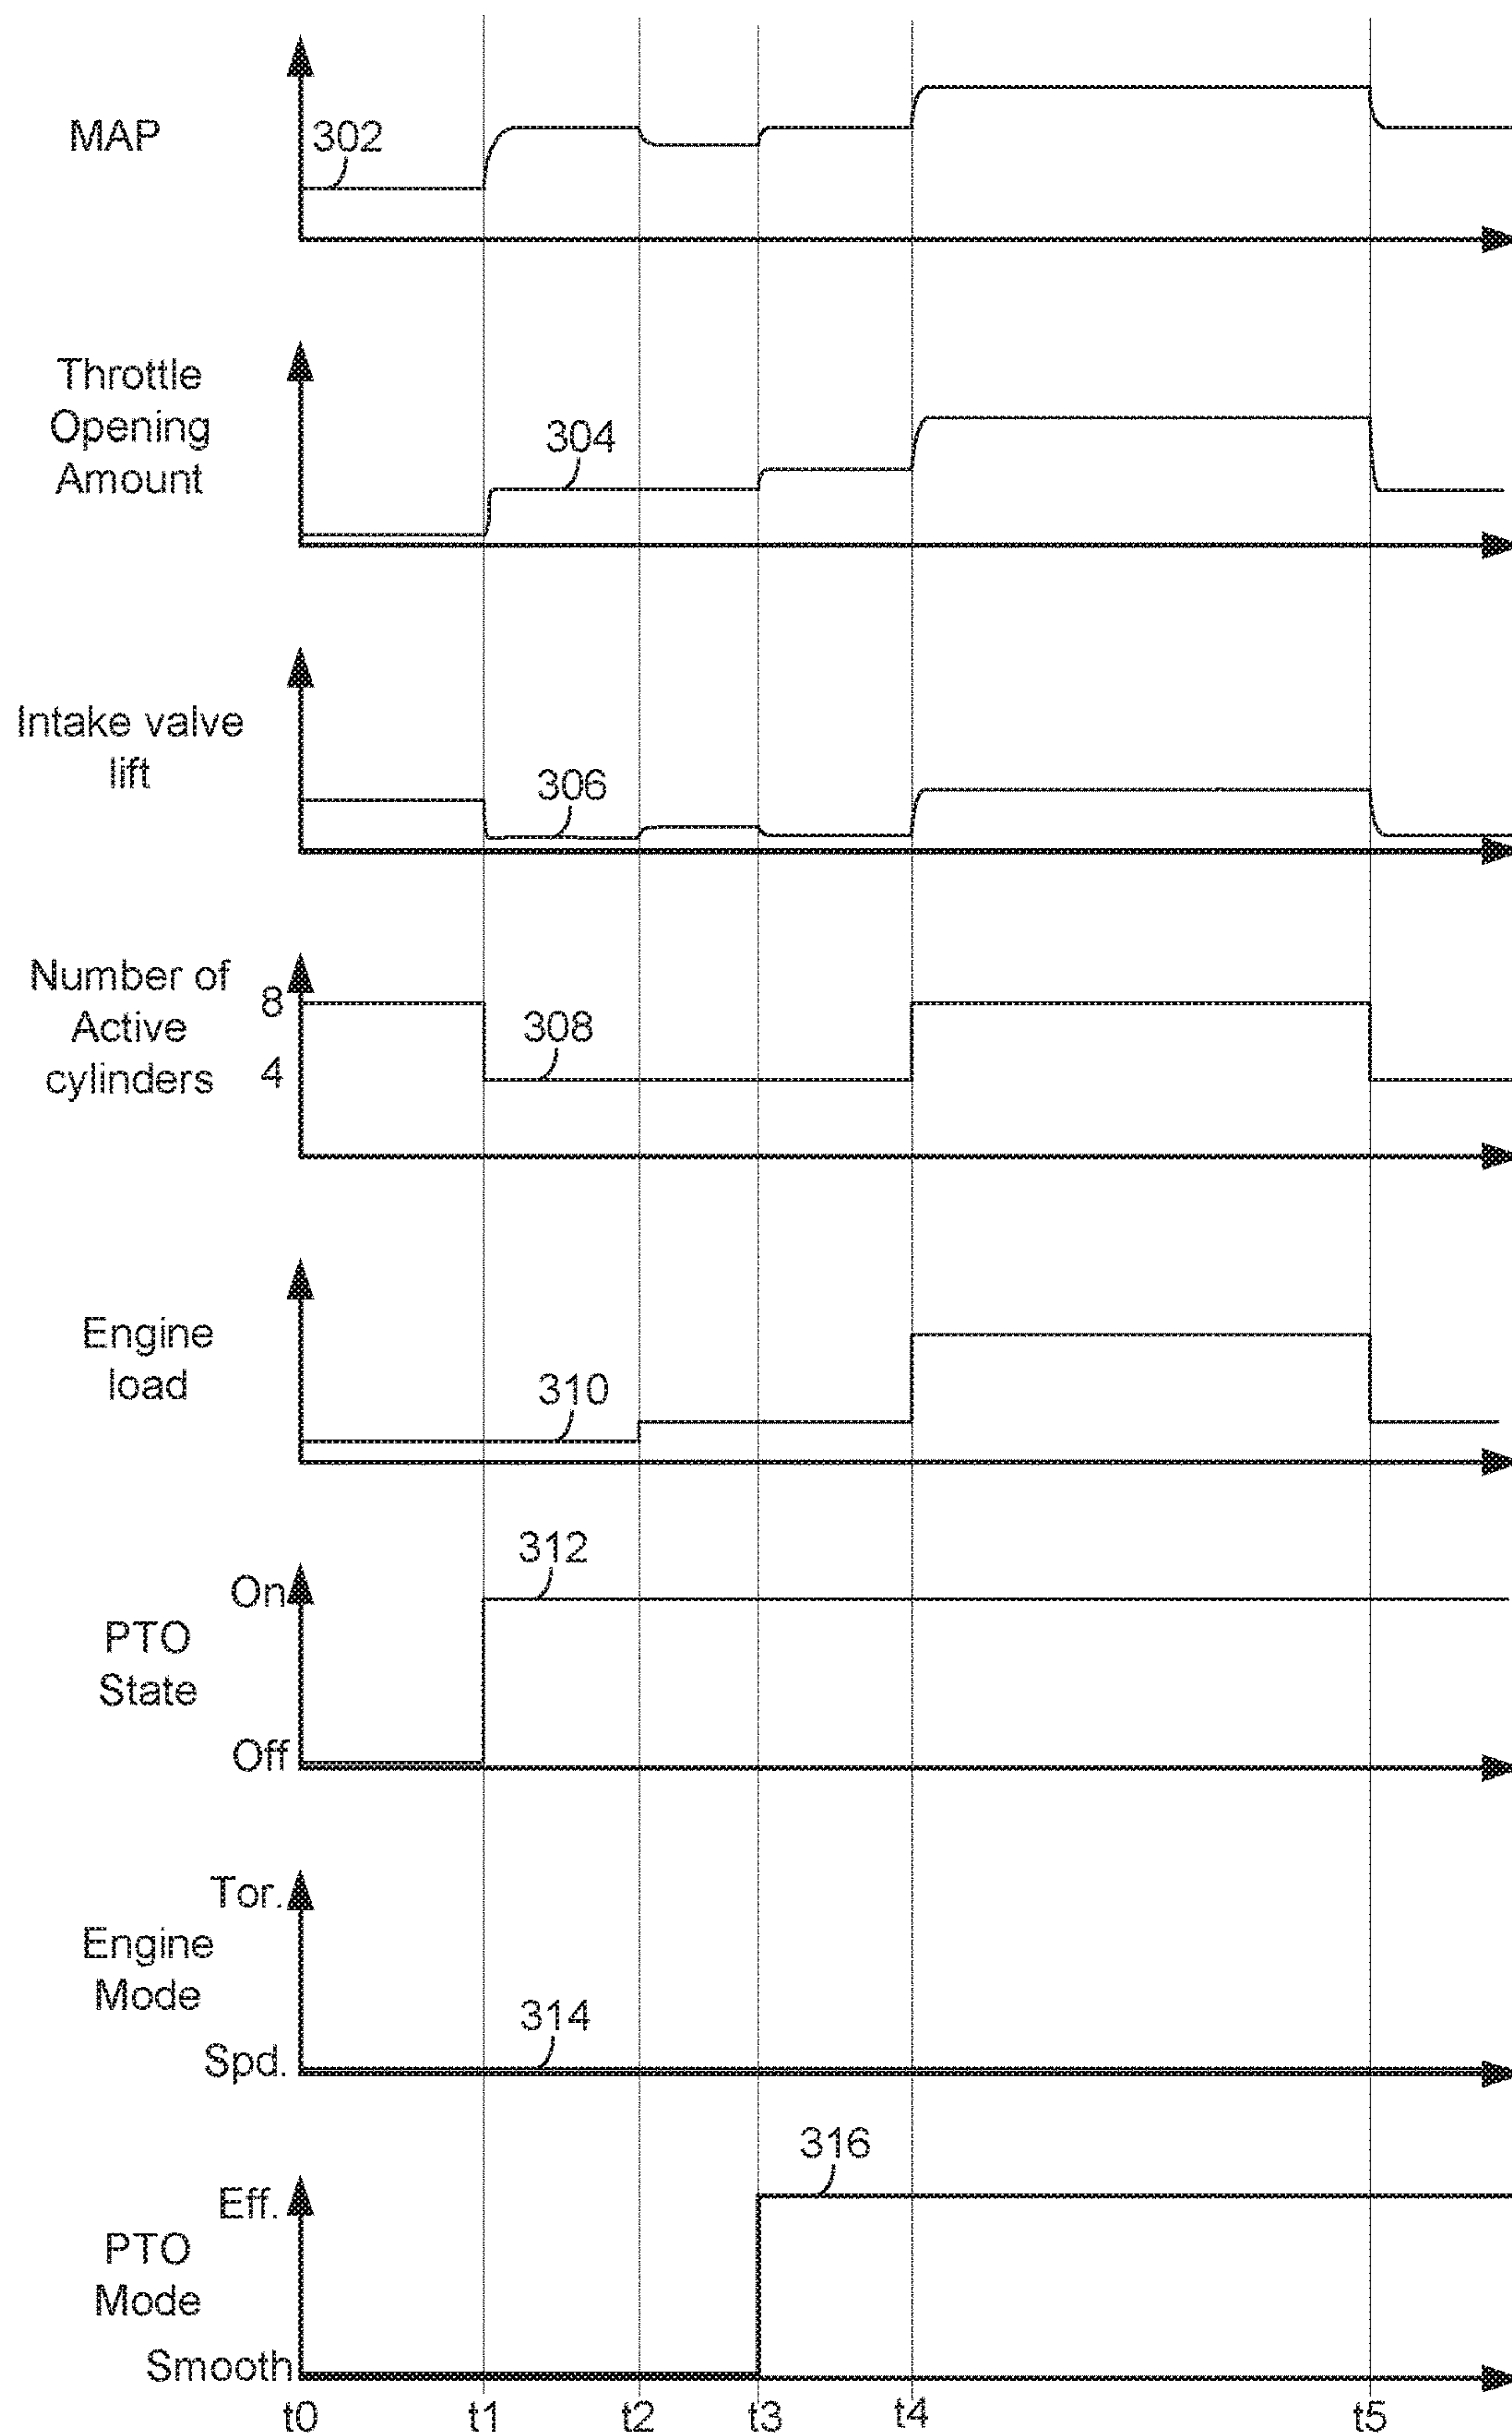 MAP
302
Throttle
Opening
Amount
304
Intake valve
lift
306
Number of
Active
cylinders
8
4
308
Engine
load
310
PTO
State
On
Off
312
Engine
Mode
Tor.
Spd.
314
PTO
Mode
Eff.
Smooth
316
t0 t1 t2 t3 t4 t5